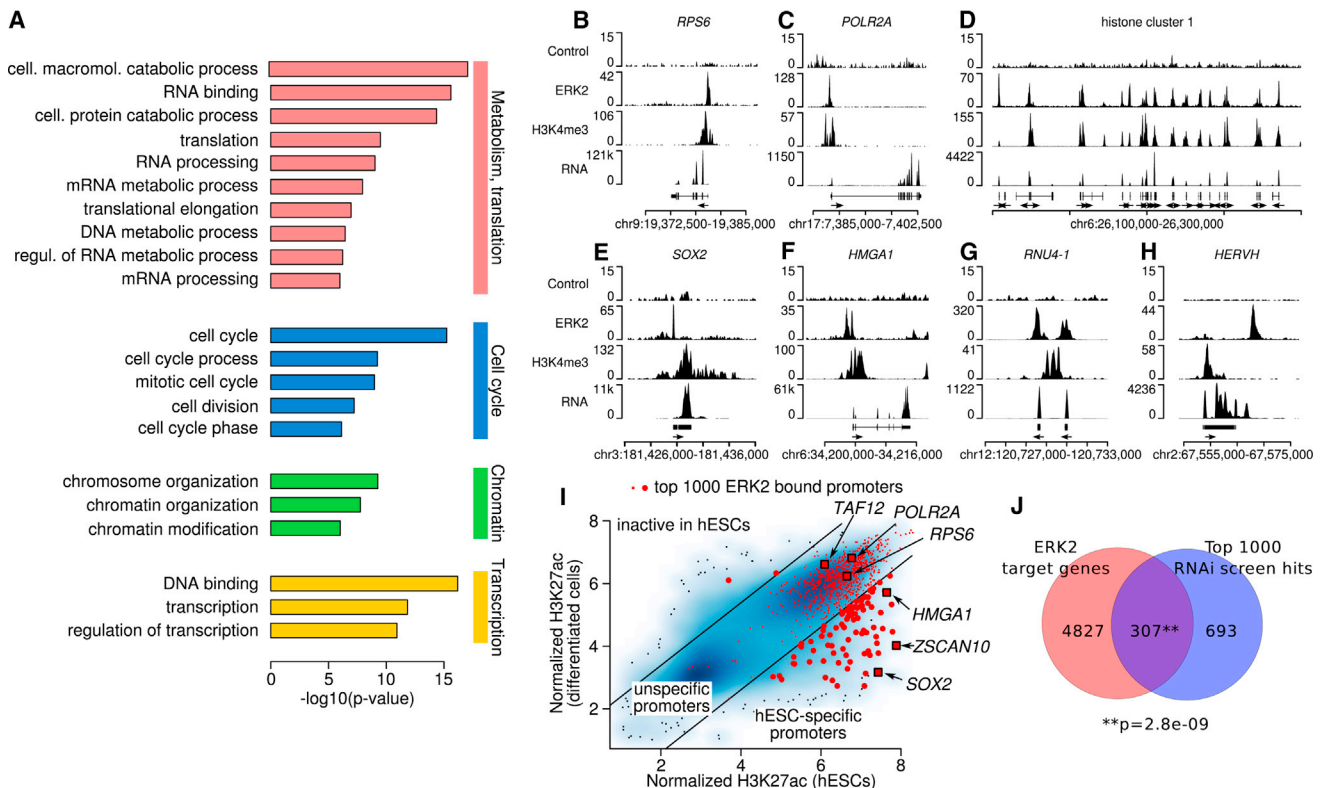 A
cell. macromol. catabolic process
RNA binding
cell. protein catabolic process
translation
RNA processing
mRNA metabolic process
translational elongation
DNA metabolic process
regul. of RNA metabolic process
mRNA processing
Metabolism, translation
cell cycle
cell cycle process
mitotic cell cycle
cell division
cell cycle phase
Cell cycle
chromosome organization
chromatin organization
chromatin modification
Chromatin
DNA binding
transcription
regulation of transcription
Transcription
0 5 10 15
-log10(p-value)
B
RPS6
Control
15
0
ERK2
42
0
H3K4me3
106
0
RNA
121k
0
chr9:19,372,500-19,385,000
C
POLR2A
15
0
128
0
57
0
1150
0
chr17:7,385,000-7,402,500
D
histone cluster 1
15
0
70
0
155
0
4422
0
chr6:26,100,000-26,300,000
E
SOX2
Control
15
0
ERK2
65
0
H3K4me3
132
0
RNA
11k
0
chr3:181,426,000-181,436,000
F
HMGA1
15
0
35
0
100
0
61k
0
chr6:34,200,000-34,216,000
G
RNU4-1
15
0
320
0
41
0
1122
0
chr12:120,727,000-120,733,000
H
HERVH
15
0
44
0
58
0
4236
0
chr2:67,555,000-67,575,000
I
top 1000 ERK2 bound promoters
inactive in hESCs
TAF12
POLR2A
RPS6
HMGA1
ZSCAN10
SOX2
unspecific
promoters
hESC-specific
promoters
8
6
4
2
Normalized H3K27ac
(differentiated cells)
2 4 6 8
Normalized H3K27ac (hESCs)
J
ERK2
target genes
Top 1000
RNAi screen hits
4827
307**
693
**p=2.8e-09